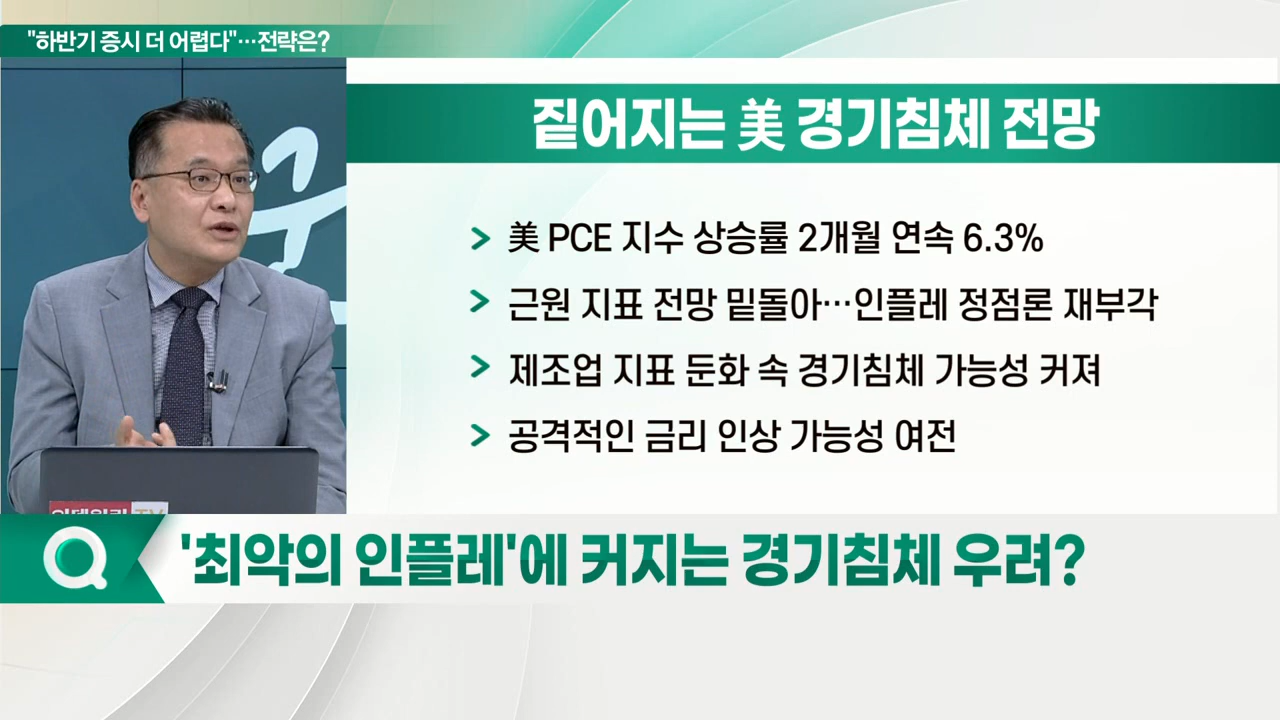 "하반기 증시 더 어렵다"…전략은?
짙어지는 美 경기침체 전망
> 美 PCE 지수 상승률 2개월 연속 6.3%
> 근원 지표 전망 밑돌아…인플레 정점론 재부각
> 제조업 지표 둔화 속 경기침체 가능성 커져
> 공격적인 금리 인상 가능성 여전
이데일리 TV
Q '최악의 인플레'에 커지는 경기침체 우려?